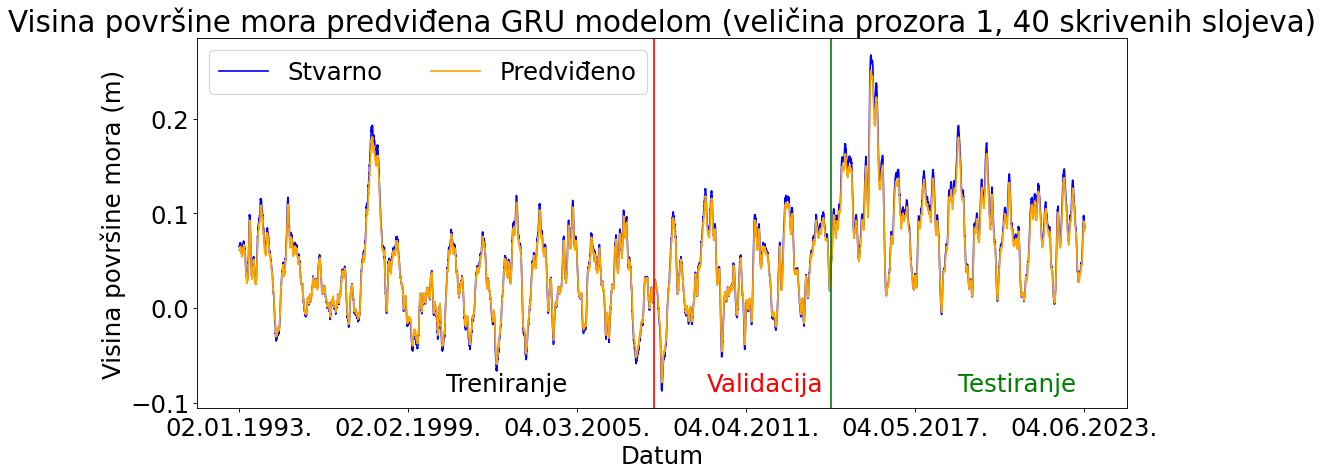 Visina površine mora predviđena GRU modelom (veličina prozora 1, 40 skrivenih slojeva)
Stvarno Predviđeno
Visina površine mora (m)
0.2
0.1
0.0
−0.1
Treniranje Validacija Testiranje
02.01.1993. 02.02.1999. 04.03.2005. 04.04.2011. 04.05.2017. 04.06.2023.
Datum